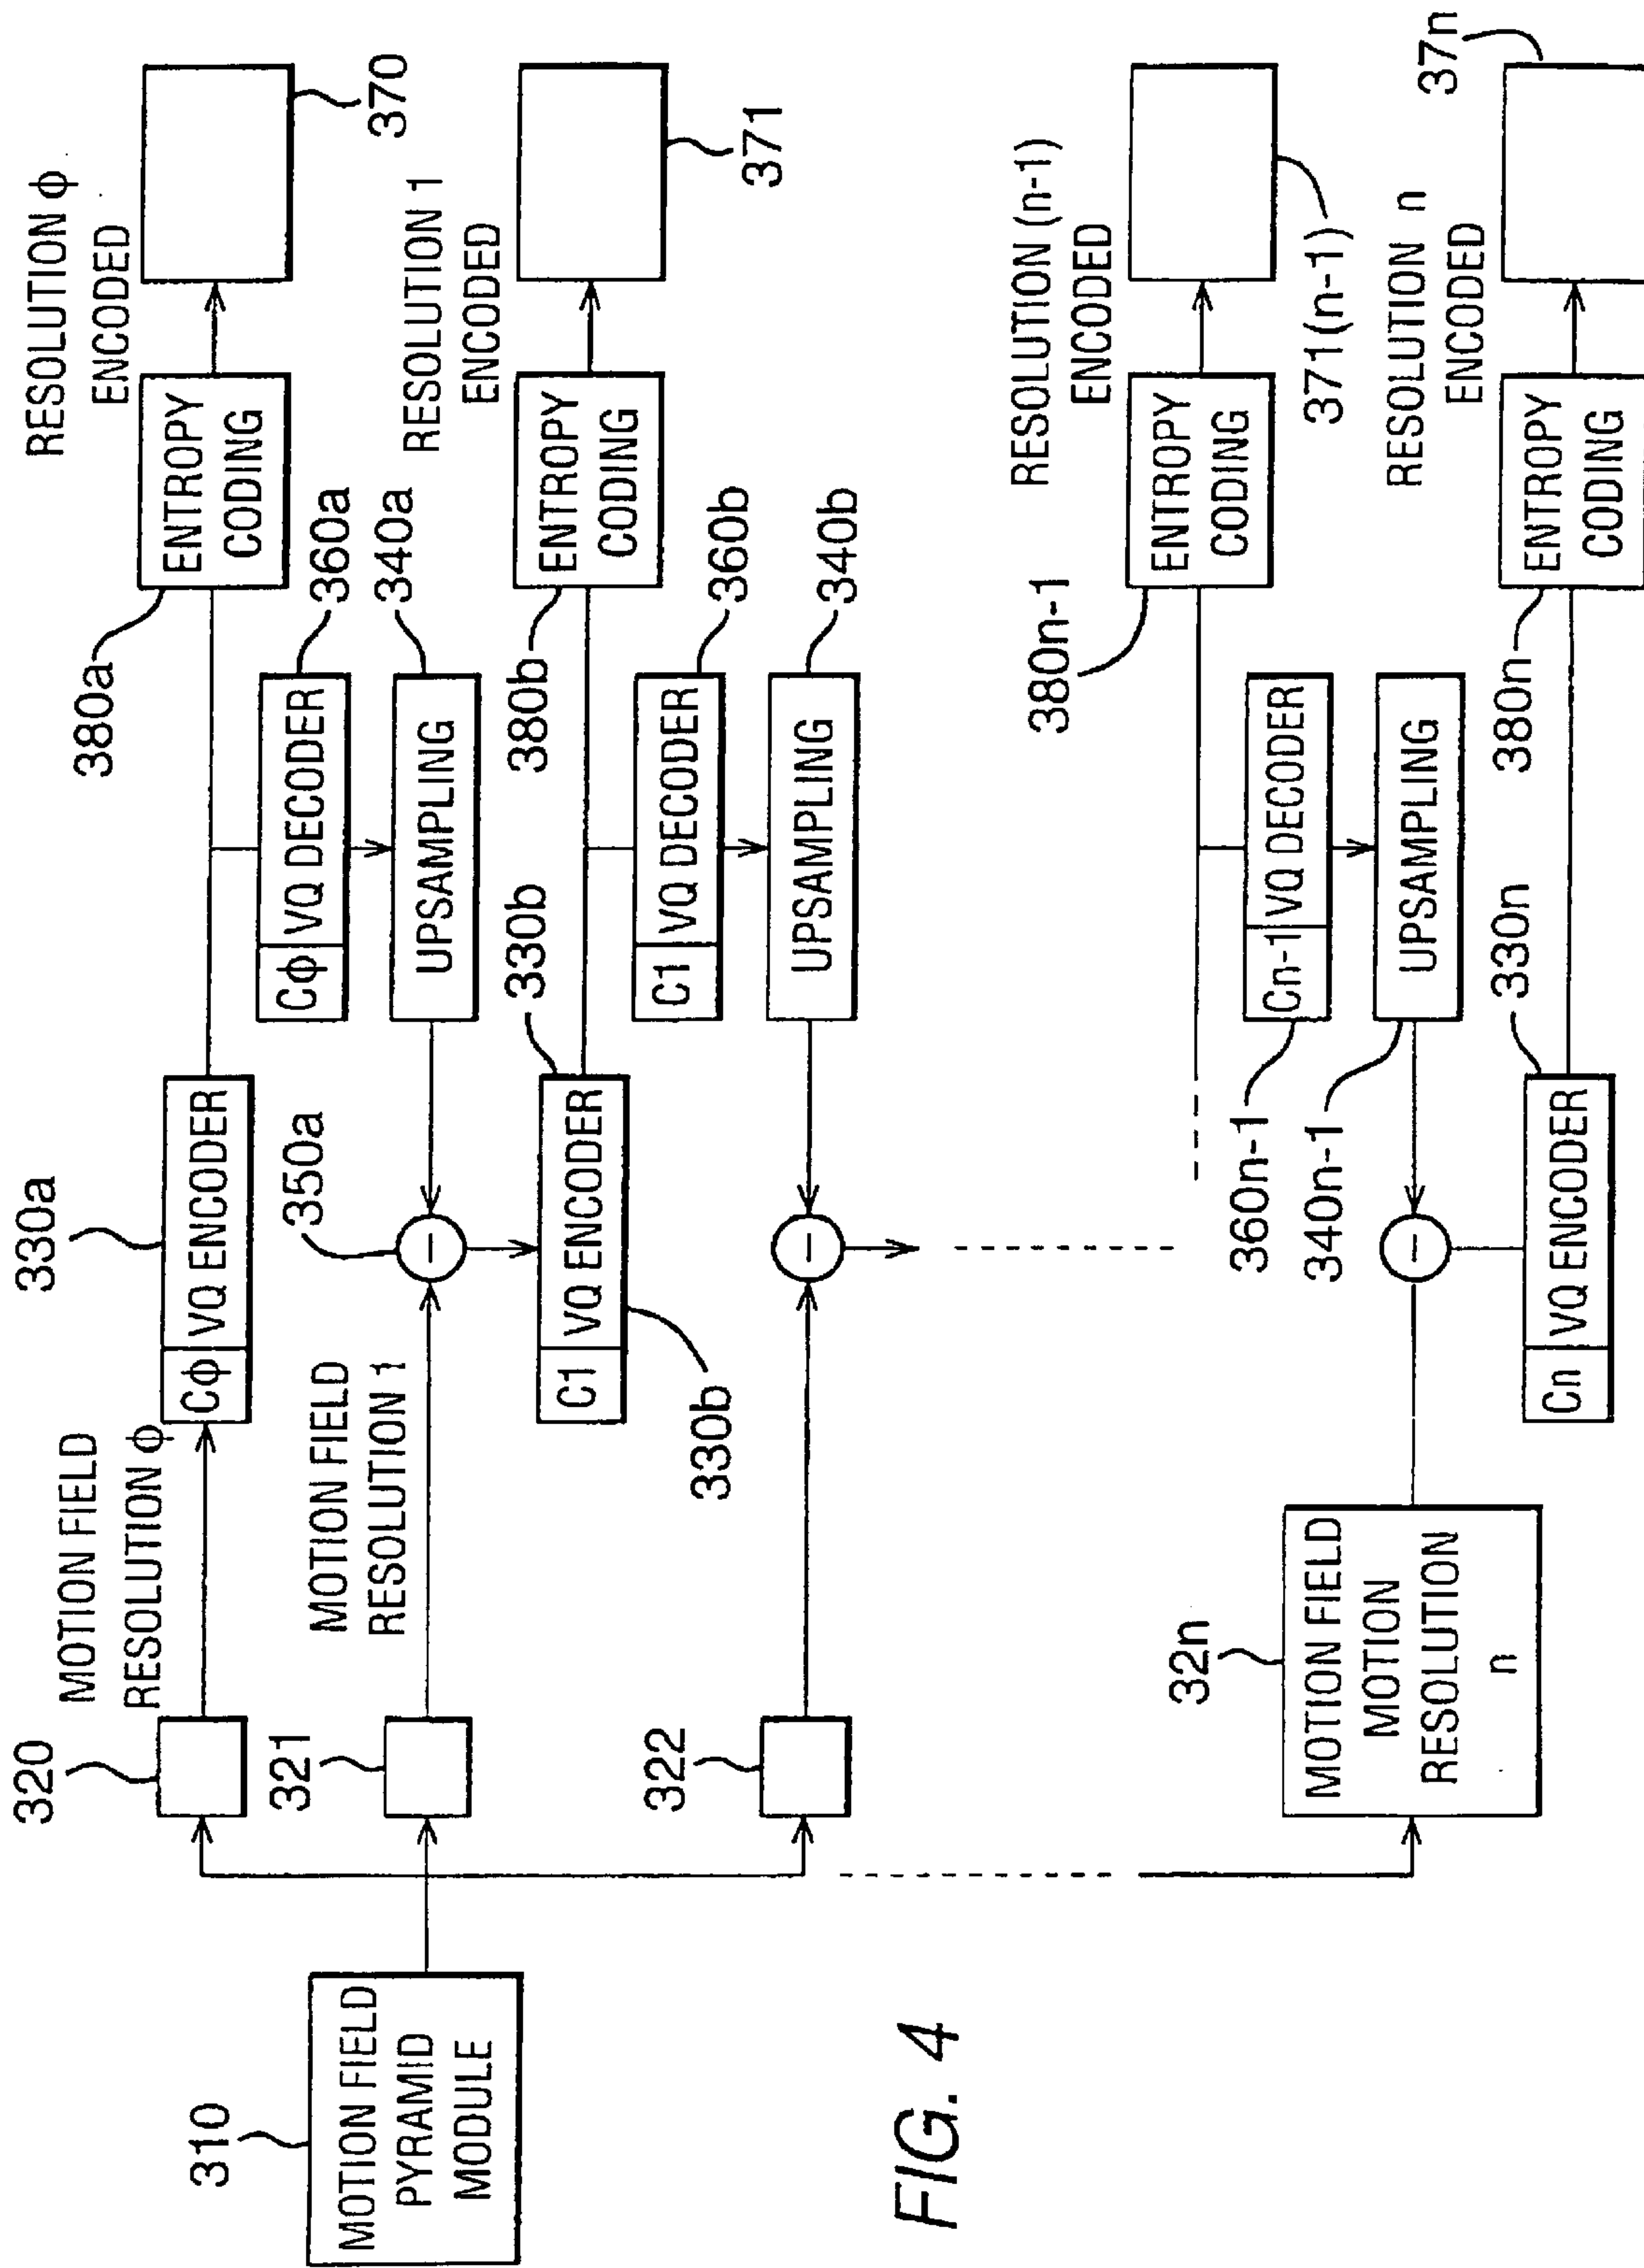 310
MOTION FIELD
PYRAMID
MODULE
320
MOTION FIELD
RESOLUTION ϕ
330a
Cϕ VQ ENCODER
380a
ENTROPY
CODING
RESOLUTION ϕ
ENCODED
370
360a
Cϕ VQ DECODER
340a
UPSAMPLING
321
MOTION FIELD
RESOLUTION 1
350a
−
330b
C1 VQ ENCODER
330b
380b
ENTROPY
CODING
RESOLUTION 1
ENCODED
371
360b
C1 VQ DECODER
340b
UPSAMPLING
322
−
380n-1
ENTROPY
CODING
RESOLUTION (n-1)
ENCODED
371(n-1)
360n-1
Cn-1 VQ DECODER
340n-1
UPSAMPLING
32n
MOTION FIELD
MOTION
RESOLUTION
n
−
330n
Cn VQ ENCODER
380n
ENTROPY
CODING
RESOLUTION n
ENCODED
37n
FIG. 4